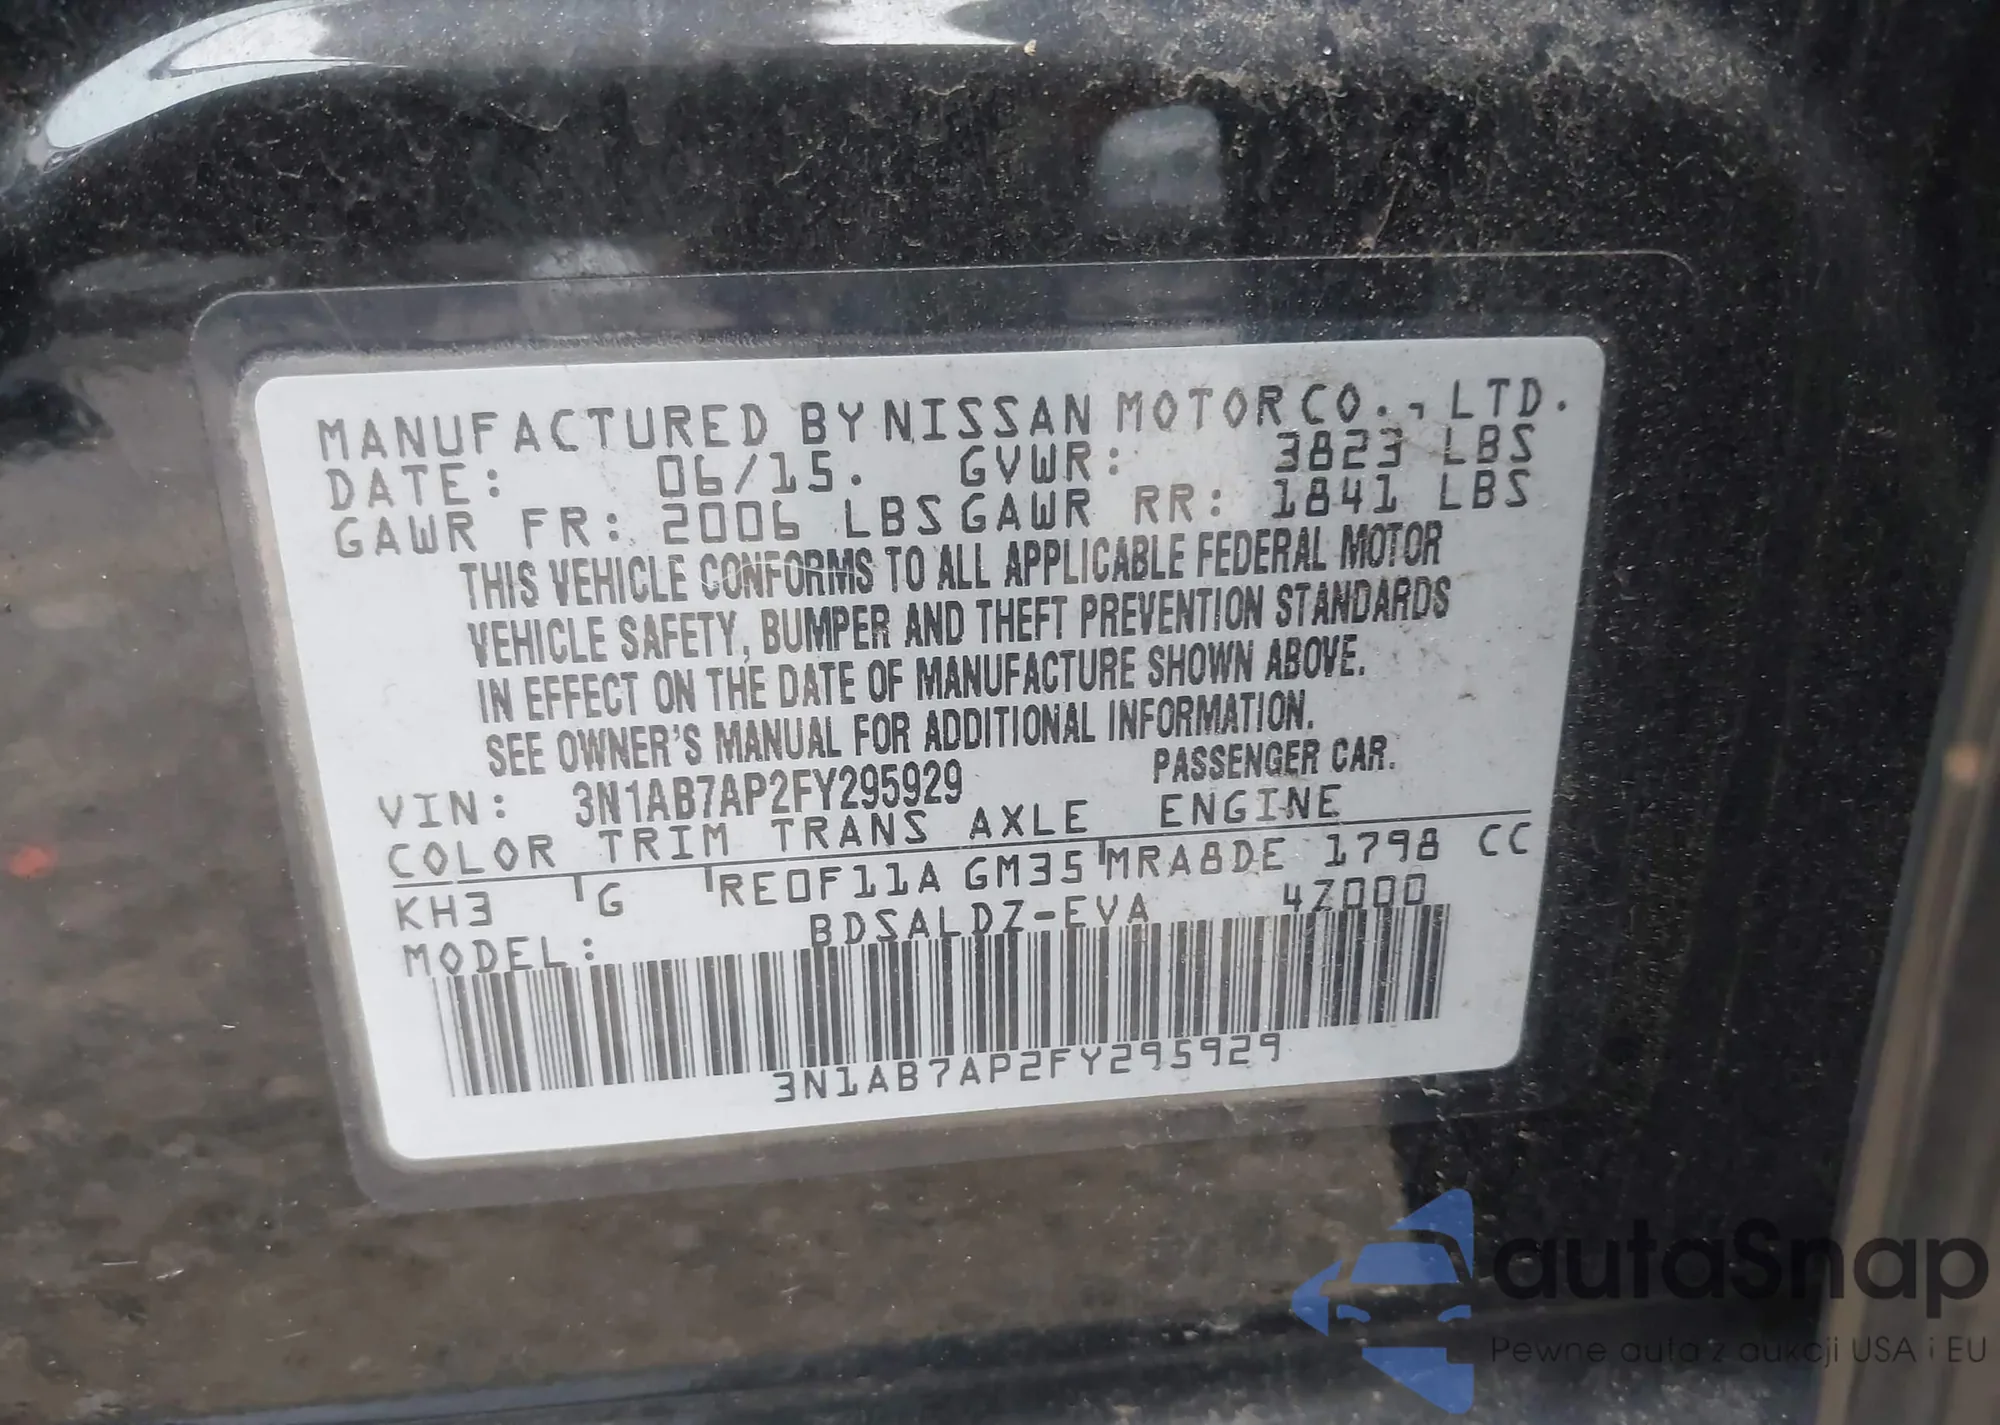 MANUFACTURED BY NISSAN MOTOR CO., LTD.
DATE: 06/15. GVWR: 3823 LBS
GAWR FR: 2006 LBS GAWR RR: 1841 LBS
THIS VEHICLE CONFORMS TO ALL APPLICABLE FEDERAL MOTOR
VEHICLE SAFETY, BUMPER AND THEFT PREVENTION STANDARDS
IN EFFECT ON THE DATE OF MANUFACTURE SHOWN ABOVE.
SEE OWNER'S MANUAL FOR ADDITIONAL INFORMATION.
VIN: 3N1AB7AP2FY295929 PASSENGER CAR.
COLOR TRIM TRANS AXLE ENGINE
KH3 G RE0F11A GM35 MRA8DE 1798 CC
MODEL: BDSALDZ-EVA 4Z000
3N1AB7AP2FY295929
autaSnap
Pewne auta z aukcji USA i EU